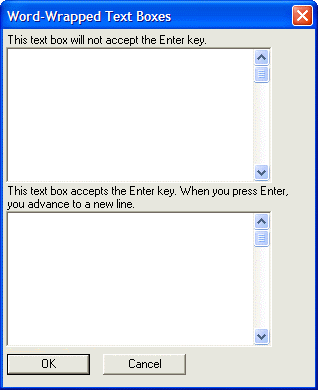 Word-Wrapped Text Boxes
This text box will not accept the Enter key.
This text box accepts the Enter key. When you press Enter,
you advance to a new line.
OK
Cancel